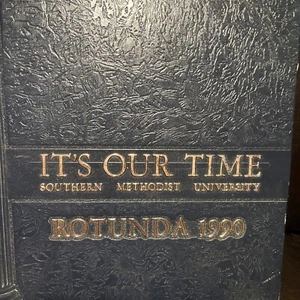 IT'S OUR TIME
SOUTHERN METHODIST UNIVERSITY
ROTUNDA 1990